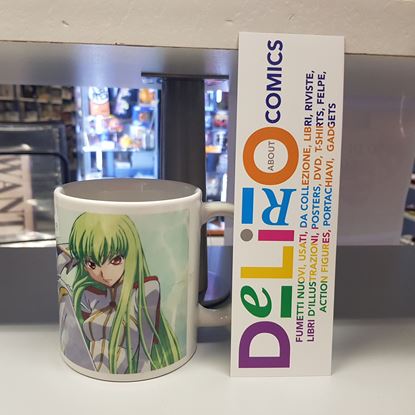 DeLiRiO
ABOUT
COMICS
FUMETTI NUOVI, USATI, DA COLLEZIONE, LIBRI, RIVISTE,
LIBRI D'ILLUSTRAZIONI, POSTERS, DVD, T-SHIRTS, FELPE,
ACTION FIGURES, PORTACHIAVI, GADGETS
WANT